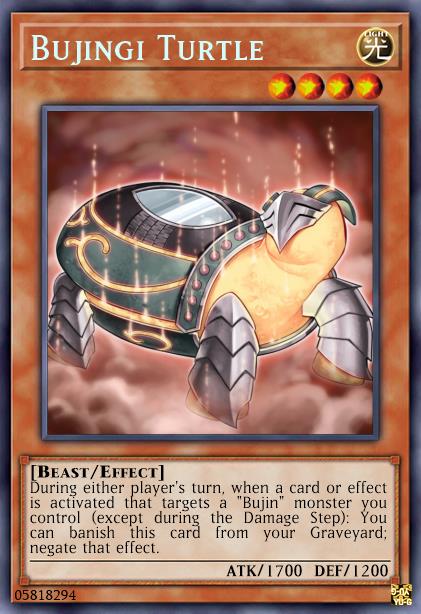 Bujingi Turtle
LIGHT
光
[Beast/Effect]
During either player's turn, when a card or effect
is activated that targets a "Bujin" monster you
control (except during the Damage Step): You
can banish this card from your Graveyard;
negate that effect.
ATK/1700 DEF/1200
05818294